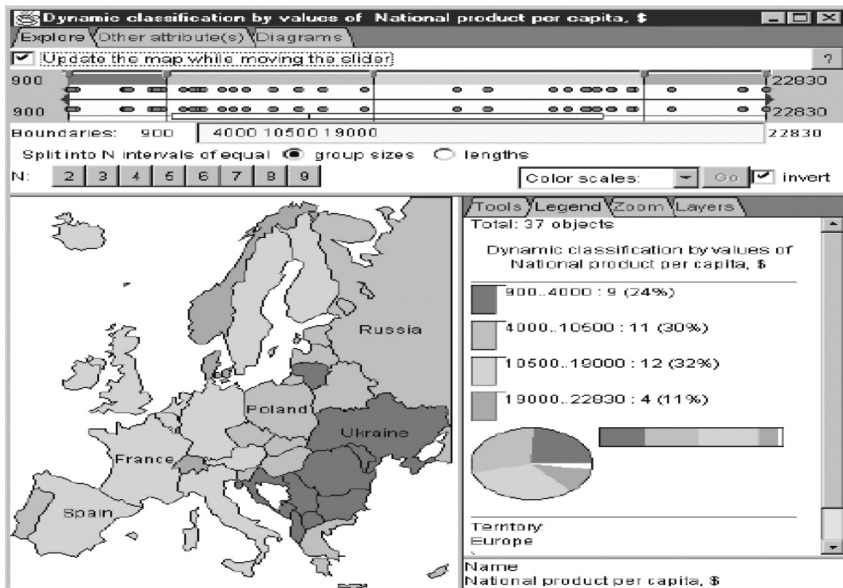 Dynamic classification by values of National product per capita, $
Explore Other attribute(s) Diagrams
Update the map while moving the slider ?
900 22830
900 22830
Boundaries: 900 4000 10500 19000 22830
Split into N intervals of equal group sizes lengths
N: 2 3 4 5 6 7 8 9 Color scales: Go invert
Tools Legend Zoom Layers
Total: 37 objects
Dynamic classification by values of
National product per capita, $
900..4000 : 9 (24%)
4000..10500 : 11 (30%)
10500..19000 : 12 (32%)
19000..22830 : 4 (11%)
Russia
Poland
Ukraine
France
Spain
Territory
Europe
Name
National product per capita, $